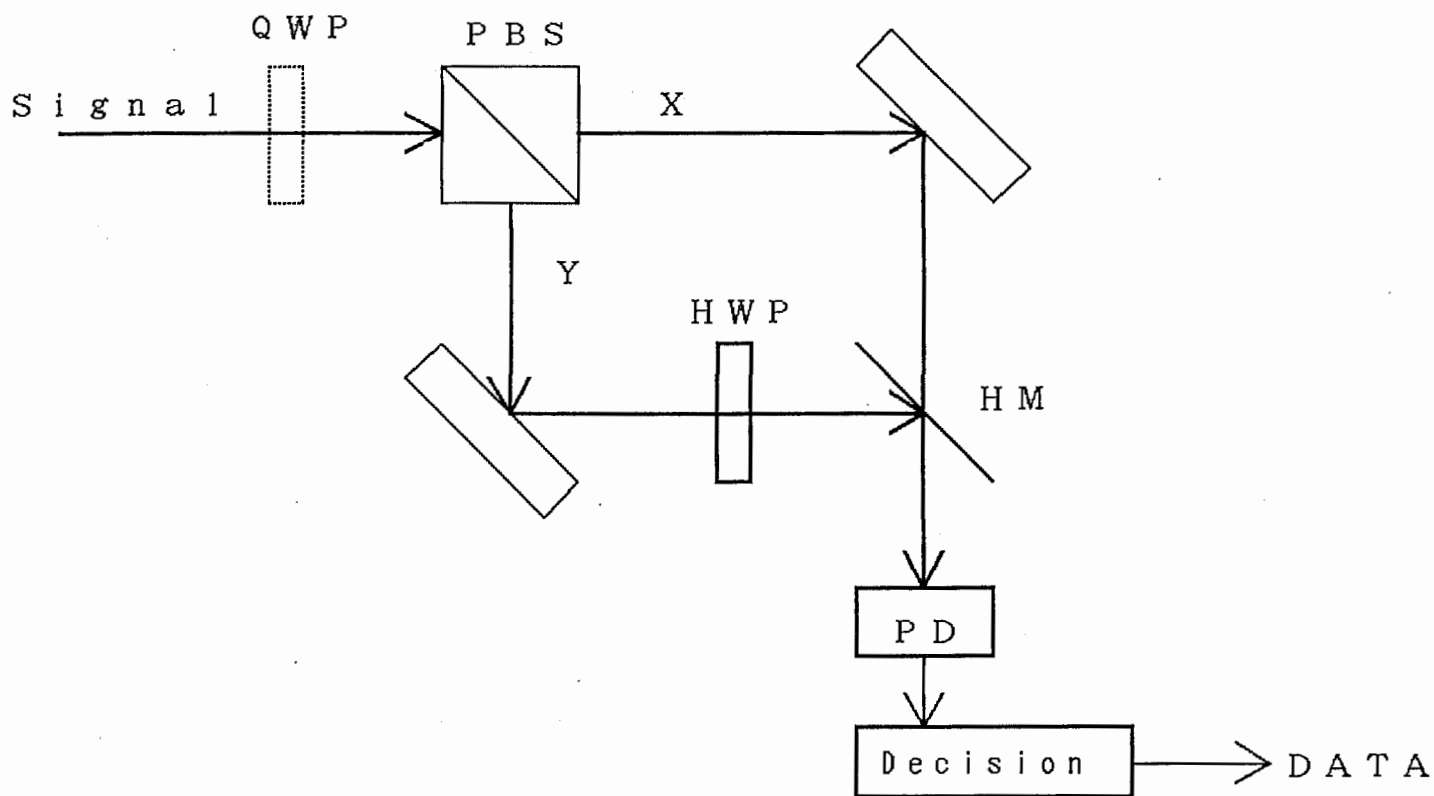 QWP
PBS
Signal
X
Y
HWP
HM
PD
Decision
DATA